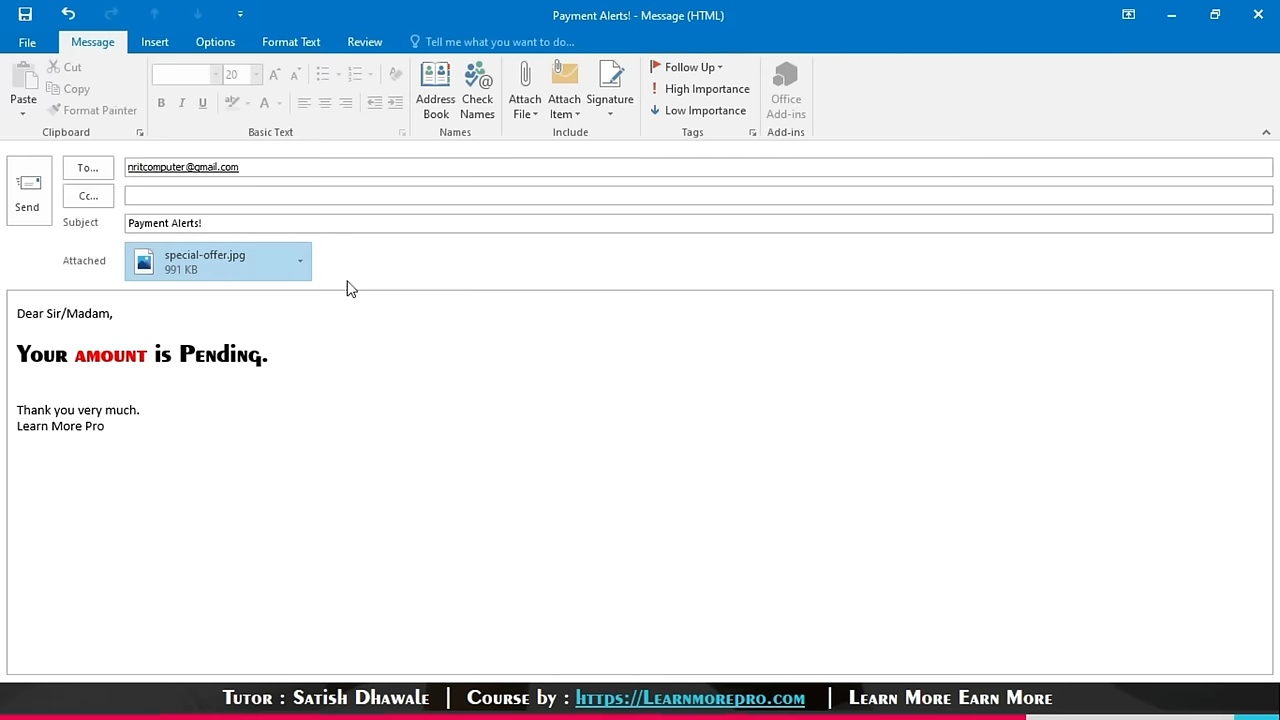 Payment Alerts! - Message (HTML)
File Message Insert Options Format Text Review Tell me what you want to do...
Paste
Cut
Copy
Format Painter
Clipboard
20
B I U
A
Basic Text
Address Book
Check Names
Names
Attach File
Attach Item
Signature
Include
Follow Up
High Importance
Low Importance
Tags
Office Add-ins
Add-ins
Send
To...
nritcomputer@gmail.com
Cc...
Subject
Payment Alerts!
Attached
special-offer.jpg
991 KB
Dear Sir/Madam,
Your amount is Pending.
Thank you very much.
Learn More Pro
Tutor : Satish Dhawale | Course by : https://Learnmorepro.com | Learn More Earn More